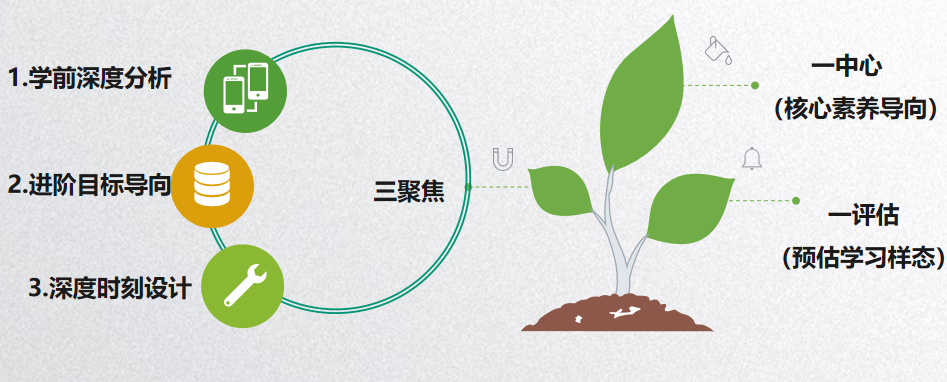 1.学前深度分析
2.进阶目标导向
3.深度时刻设计
三聚焦
一中心
(核心素养导向)
一评估
(预估学习样态)